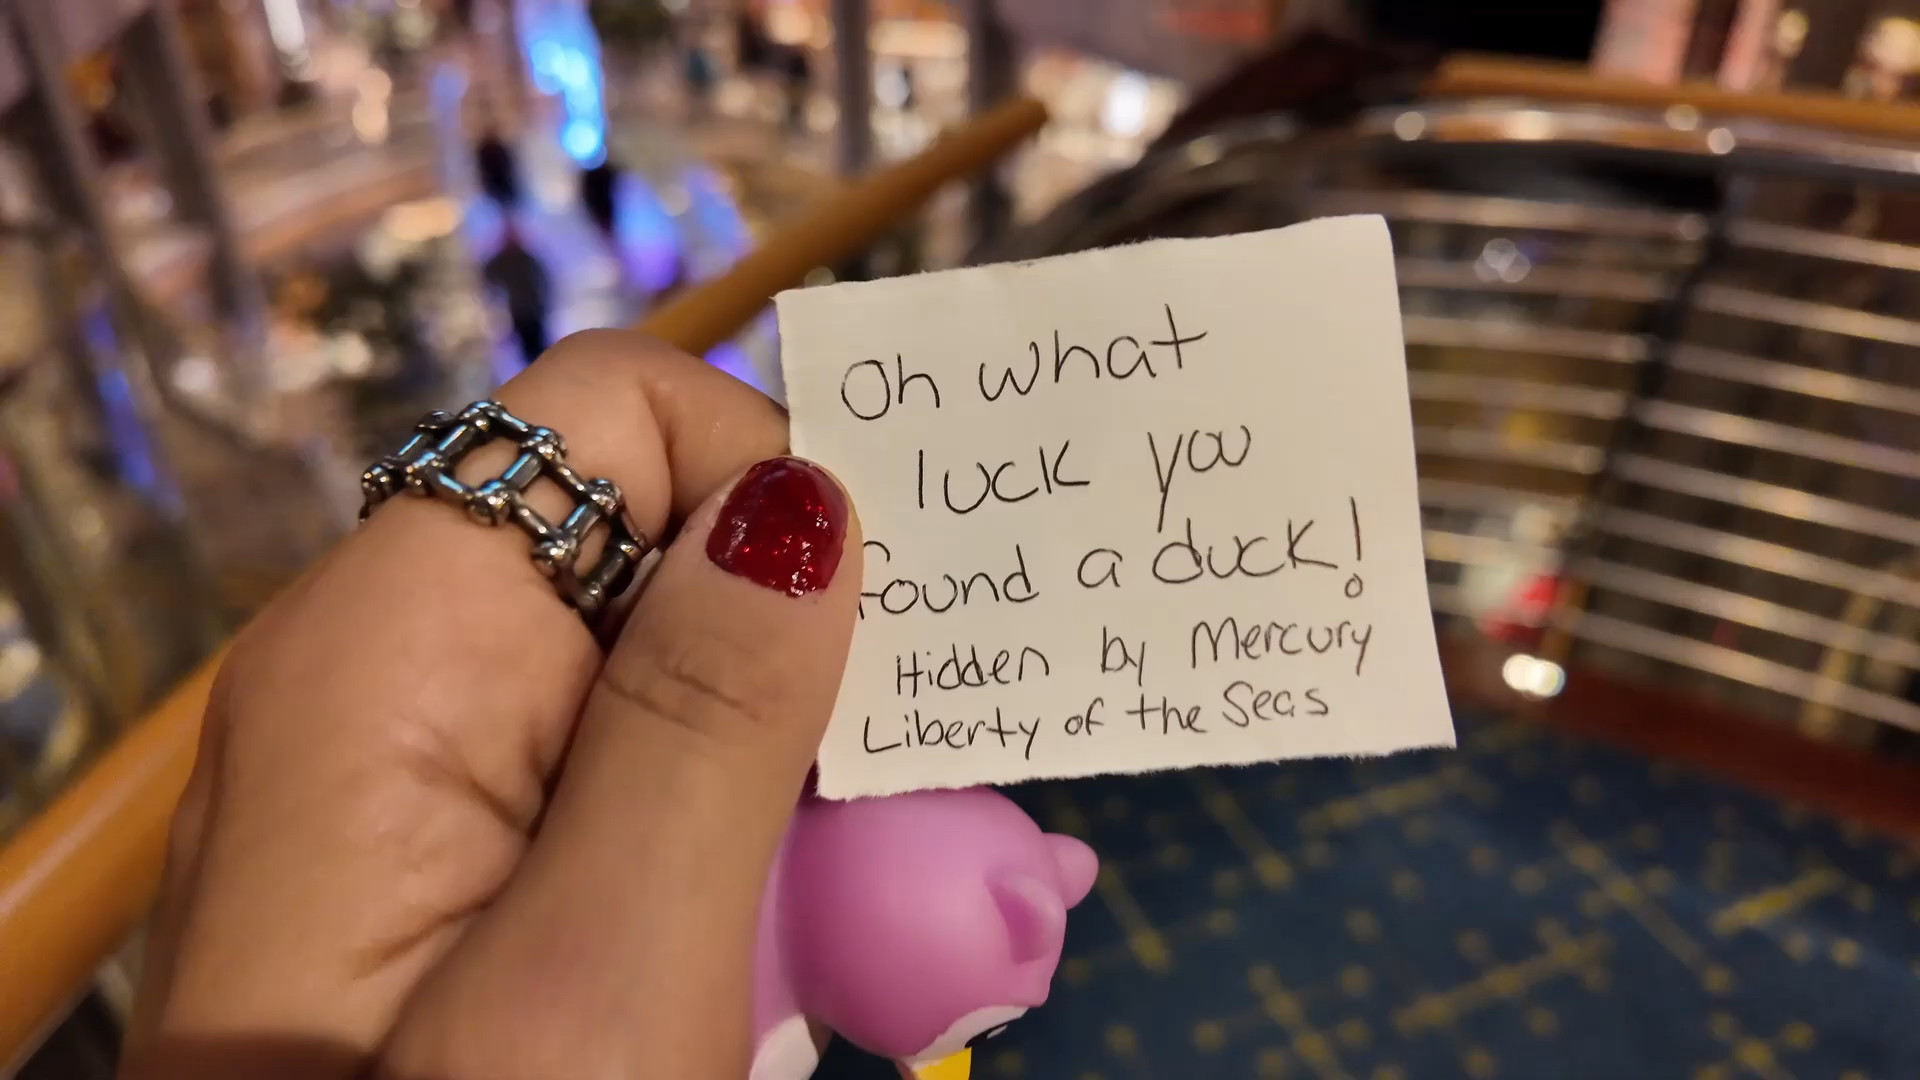 Oh what
luck you
found a duck!
Hidden by Mercury
Liberty of the Seas